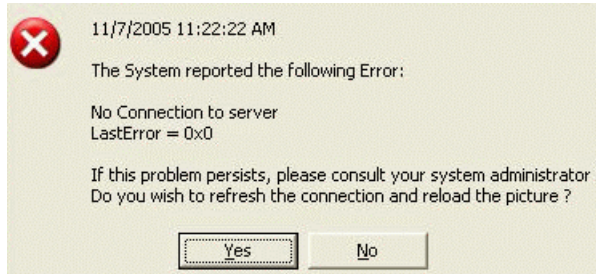 11/7/2005 11:22:22 AM
The System reported the following Error:
No Connection to server
LastError = 0x0
If this problem persists, please consult your system administrator
Do you wish to refresh the connection and reload the picture ?
Yes No